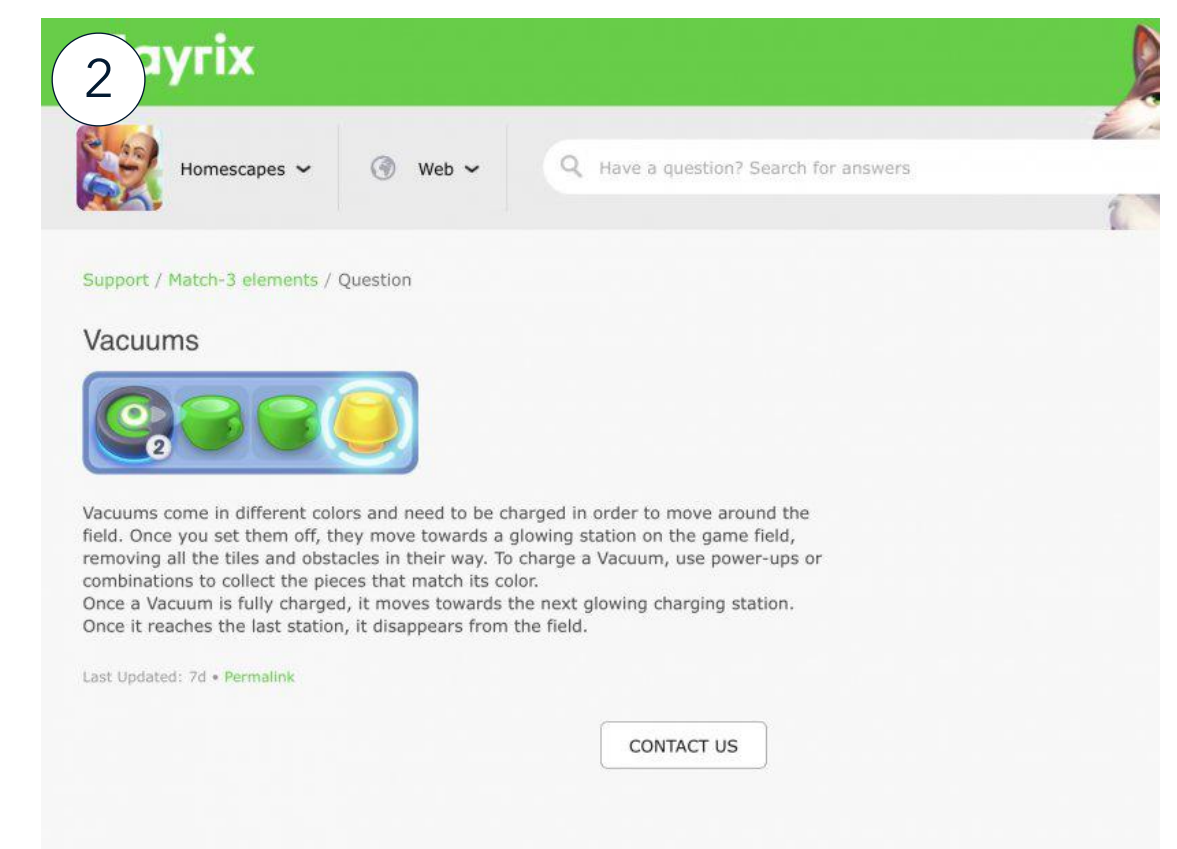 2
ayrix
Homescapes
Web
Have a question? Search for answers
Support / Match-3 elements / Question
Vacuums
2
Vacuums come in different colors and need to be charged in order to move around the
field. Once you set them off, they move towards a glowing station on the game field,
removing all the tiles and obstacles in their way. To charge a Vacuum, use power-ups or
combinations to collect the pieces that match its color.
Once a Vacuum is fully charged, it moves towards the next glowing charging station.
Once it reaches the last station, it disappears from the field.
Last Updated: 7d • Permalink
CONTACT US